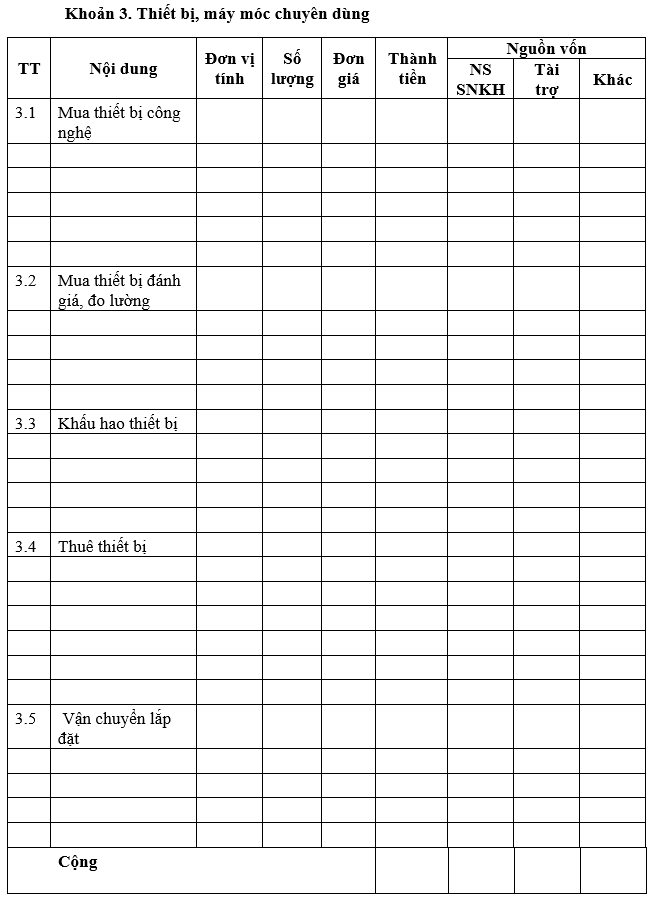 Khoản 3. Thiết bị, máy móc chuyên dùng
TT
Nội dung
Đơn vị
tính
Số
lượng
Đơn
giá
Thành
tiền
Nguồn vốn
NS
SNKH
Tài
trợ
Khác
3.1
Mua thiết bị công
nghệ
3.2
Mua thiết bị đánh
giá, đo lường
3.3
Khấu hao thiết bị
3.4
Thuê thiết bị
3.5
Vận chuyển lắp
đặt
Cộng